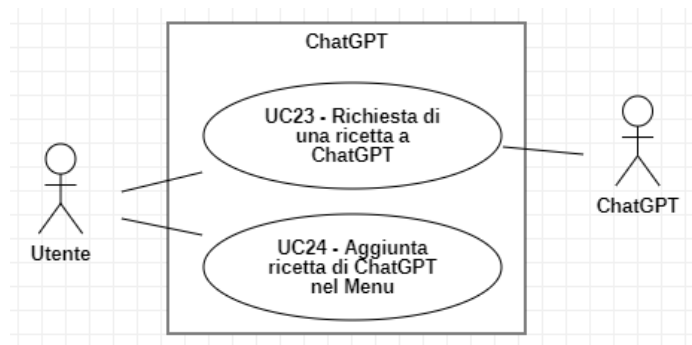 ChatGPT
UC23 - Richiesta di
una ricetta a
ChatGPT
ChatGPT
Utente
UC24 - Aggiunta
ricetta di ChatGPT
nel Menu